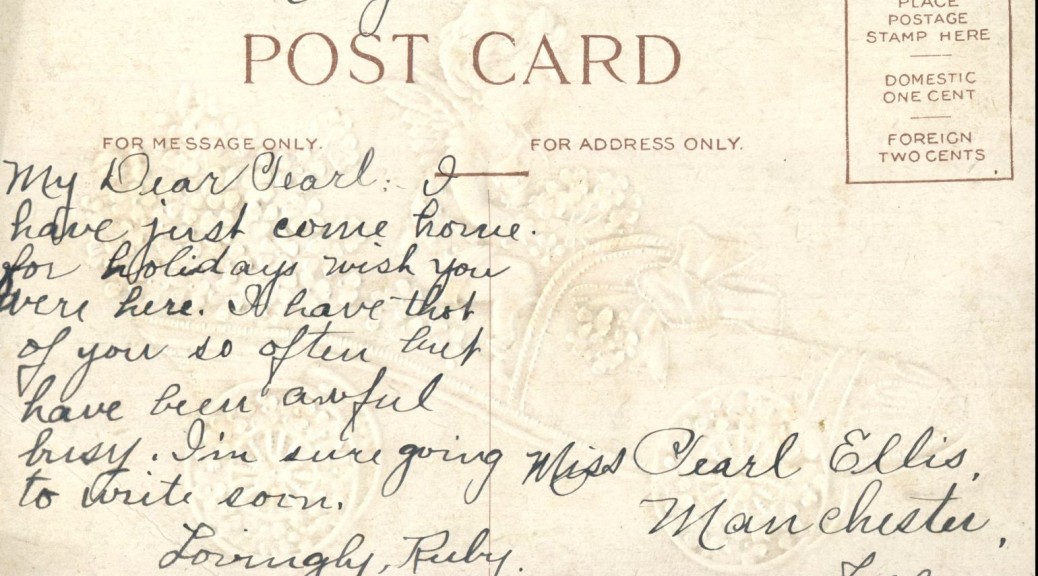 PLACE
POSTAGE
STAMP HERE
DOMESTIC
ONE CENT
FOREIGN
TWO CENTS
POST CARD
FOR MESSAGE ONLY.
FOR ADDRESS ONLY.
My Dear Pearl: I
have just come home.
for holidays wish you
were here. I have thot
of you so often but
have been awful
busy. I'm sure going
to write soon.
Lovingly, Ruby.
Miss Pearl Ellis,
Manchester,